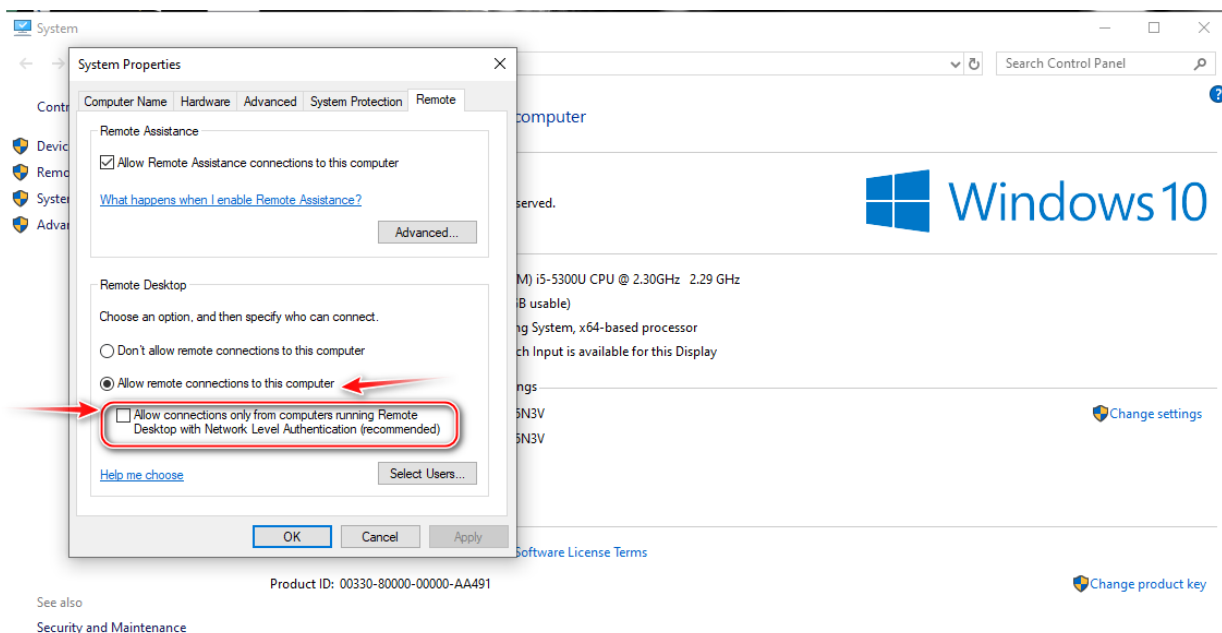 System
Search Control Panel
System Properties
Computer Name Hardware Advanced System Protection Remote
Remote Assistance
Allow Remote Assistance connections to this computer
What happens when I enable Remote Assistance?
Advanced...
Remote Desktop
Choose an option, and then specify who can connect.
Don't allow remote connections to this computer
Allow remote connections to this computer
Allow connections only from computers running Remote
Desktop with Network Level Authentication (recommended)
Help me choose
Select Users...
OK Cancel Apply
Contr
Devic
Remo
System
Advan
computer
served.
Windows 10
M) i5-5300U CPU @ 2.30GHz 2.29 GHz
B usable)
ng System, x64-based processor
ch Input is available for this Display
ngs
5N3V
Change settings
5N3V
Software License Terms
Product ID: 00330-80000-00000-AA491
Change product key
See also
Security and Maintenance